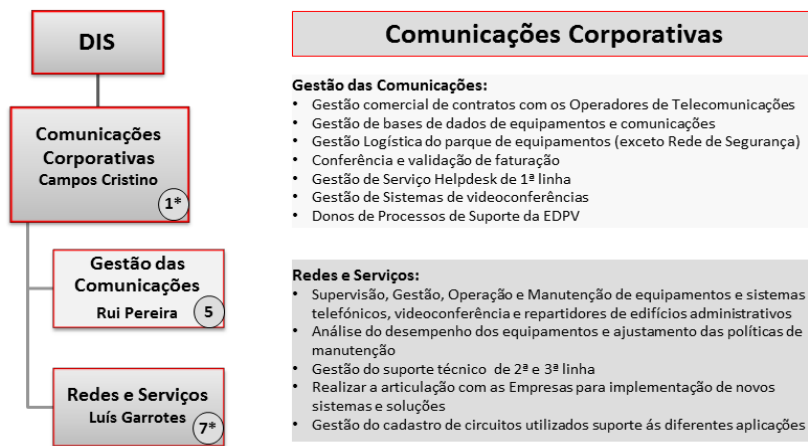 DIS
Comunicações
Corporativas
Campos Cristino
1*
Gestão das
Comunicações
Rui Pereira
5
Redes e Serviços
Luís Garrotes
7*
Comunicações Corporativas
Gestão das Comunicações:
• Gestão comercial de contratos com os Operadores de Telecomunicações
• Gestão de bases de dados de equipamentos e comunicações
• Gestão Logística do parque de equipamentos (exceto Rede de Segurança)
• Conferência e validação de faturação
• Gestão de Serviço Helpdesk de 1ª linha
• Gestão de Sistemas de videoconferências
• Donos de Processos de Suporte da EDPV
Redes e Serviços:
• Supervisão, Gestão, Operação e Manutenção de equipamentos e sistemas
telefónicos, videoconferência e repartidores de edifícios administrativos
• Análise do desempenho dos equipamentos e ajustamento das políticas de
manutenção
• Gestão do suporte técnico de 2ª e 3ª linha
• Realizar a articulação com as Empresas para implementação de novos
sistemas e soluções
• Gestão do cadastro de circuitos utilizados suporte ás diferentes aplicações